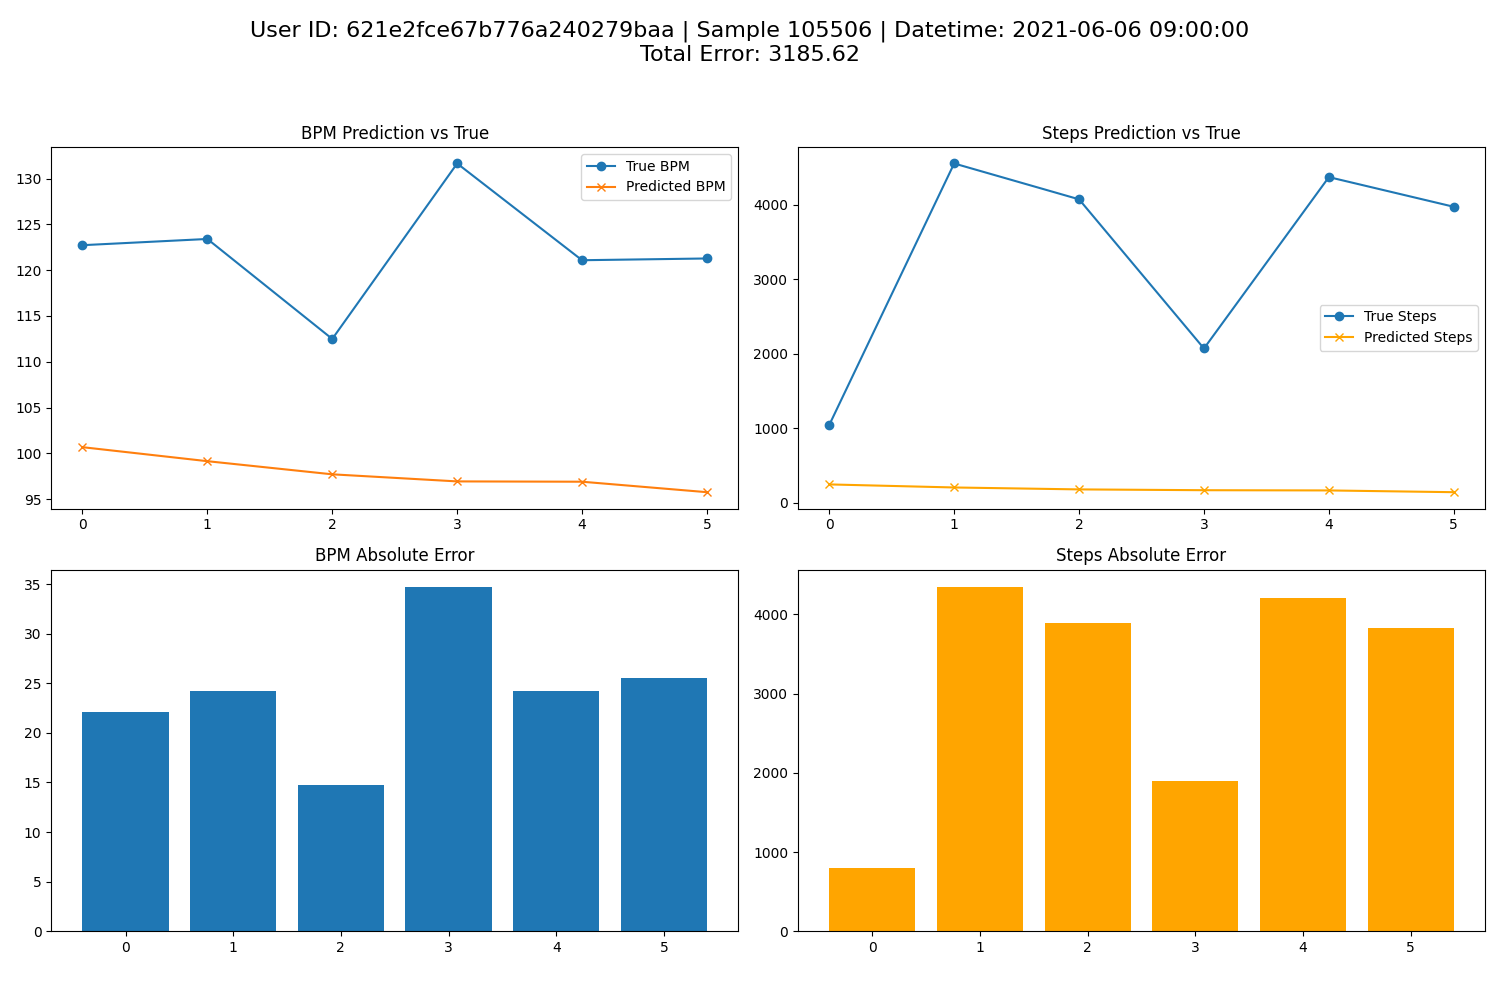 User ID: 621e2fce67b776a240279baa | Sample 105506 | Datetime: 2021-06-06 09:00:00
Total Error: 3185.62
BPM Prediction vs True
True BPM
Predicted BPM
130
125
120
115
110
105
100
95
0 1 2 3 4 5
Steps Prediction vs True
True Steps
Predicted Steps
4000
3000
2000
1000
0
0 1 2 3 4 5
BPM Absolute Error
35
30
25
20
15
10
5
0
0 1 2 3 4 5
Steps Absolute Error
4000
3000
2000
1000
0
0 1 2 3 4 5